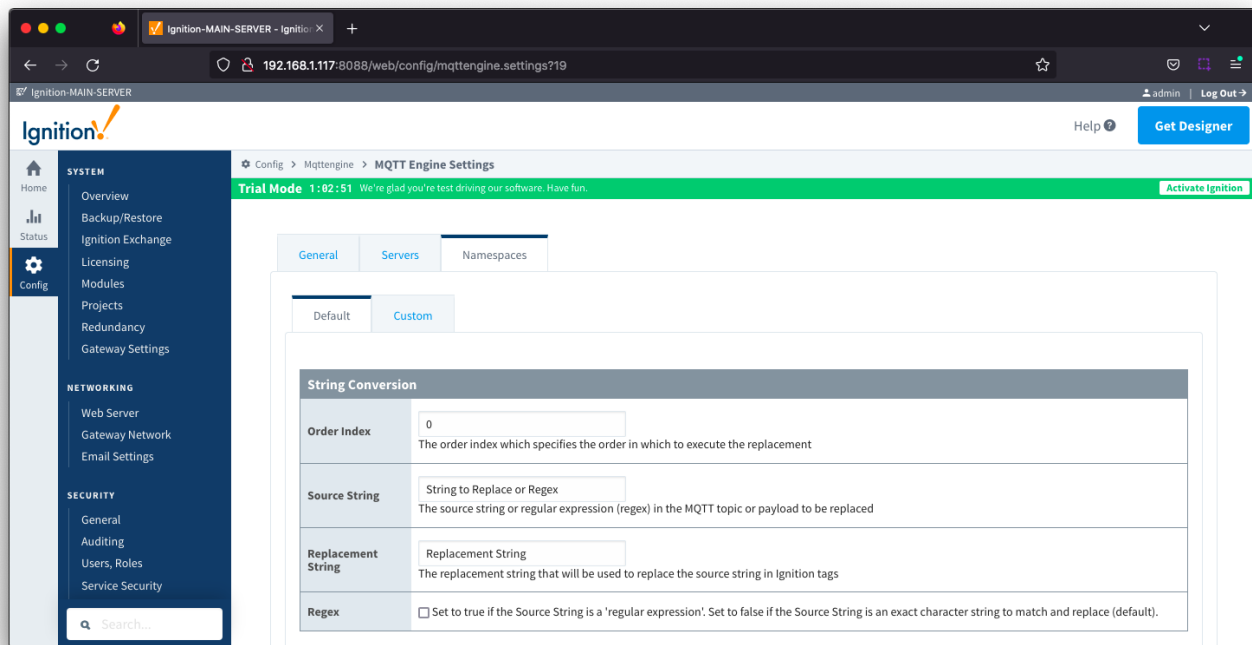 Ignition-MAIN-SERVER - Ignitio
192.168.1.117:8088/web/config/mqttengine.settings?19
Ignition-MAIN-SERVER
admin | Log Out
Ignition!
Help
Get Designer
Home
Status
Config
SYSTEM
Overview
Backup/Restore
Ignition Exchange
Licensing
Modules
Projects
Redundancy
Gateway Settings
NETWORKING
Web Server
Gateway Network
Email Settings
SECURITY
General
Auditing
Users, Roles
Service Security
Search...
Config > Mqttengine > MQTT Engine Settings
Trial Mode 1:02:51 We're glad you're test driving our software. Have fun.
Activate Ignition
General Servers Namespaces
Default Custom
String Conversion
Order Index
0
The order index which specifies the order in which to execute the replacement
Source String
String to Replace or Regex
The source string or regular expression (regex) in the MQTT topic or payload to be replaced
Replacement
String
Replacement String
The replacement string that will be used to replace the source string in Ignition tags
Regex
Set to true if the Source String is a 'regular expression'. Set to false if the Source String is an exact character string to match and replace (default).